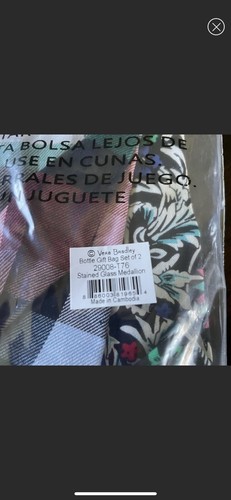 TA BOLSA LEJOS DE
USE EN CUNAS,
RRALES DE JUEGO.
JUGUETE
© Vera Bradley
Bottle Gift Bag Set of 2
29008-T76
Stained Glass Medallion
Made in Cambodia